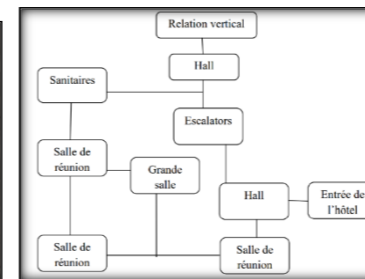 Relation vertical
Hall
Sanitaires
Escalators
Salle de
réunion
Grande
salle
Hall
Entrée de
l'hôtel
Salle de
réunion
Salle de
réunion